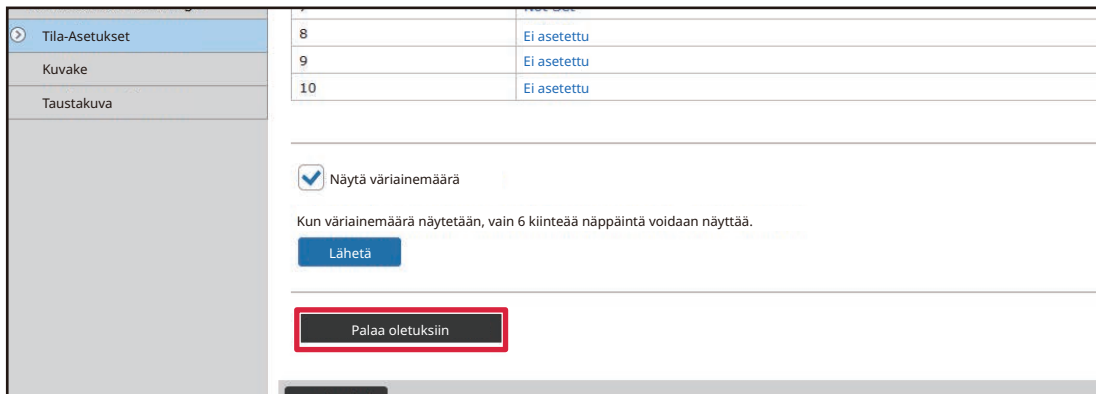 Tila-Asetukset
Kuvake
Taustakuva
8 Ei asetettu
9 Ei asetettu
10 Ei asetettu
Näytä väriainemäärä
Kun väriainemäärä näytetään, vain 6 kiinteää näppäintä voidaan näyttää.
Lähetä
Palaa oletuksiin